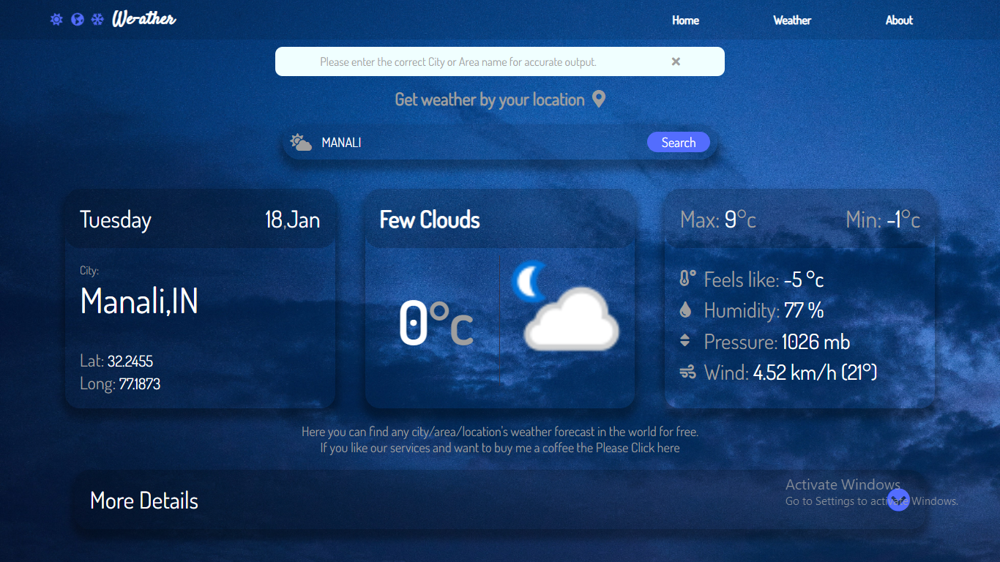 We-ather
Home Weather About
Please enter the correct City or Area name for accurate output.
Get weather by your location
MANALI Search
Tuesday 18,Jan
City:
Manali,IN
Lat: 32.2455
Long: 77.1873
Few Clouds
0°c
Max: 9°c Min: -1°c
Feels like: -5 °c
Humidity: 77 %
Pressure: 1026 mb
Wind: 4.52 km/h (21°)
Here you can find any city/area/location's weather forecast in the world for free.
If you like our services and want to buy me a coffee the Please Click here
More Details
Activate Windows
Go to Settings to activate Windows.